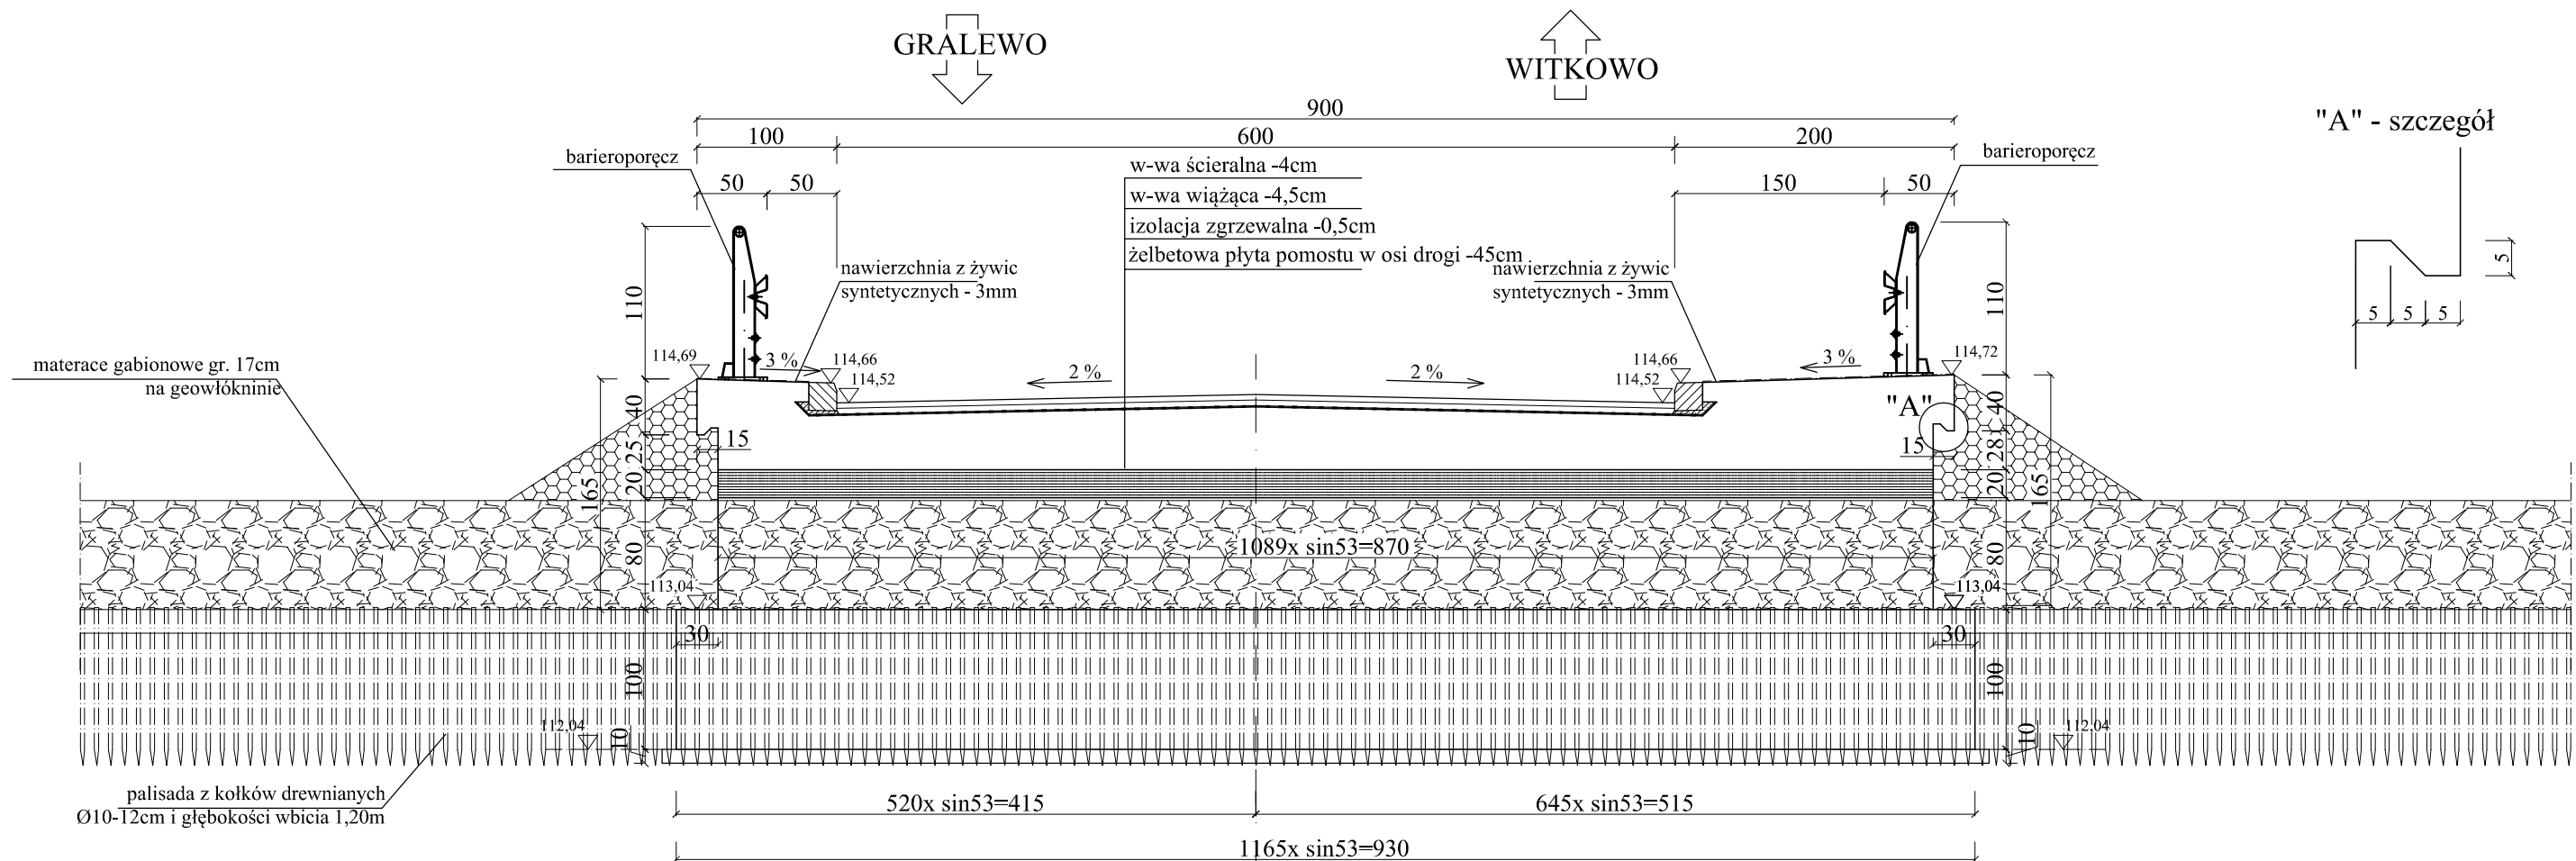 GRALEWO
WITKOWO
"A" - szczegół
900
100
600
200
barieroporęcz
barieroporęcz
50
50
150
50
w-wa ścieralna -4cm
w-wa wiążąca -4,5cm
izolacja zgrzewalna -0,5cm
żelbetowa płyta pomostu w osi drogi -45cm
nawierzchnia z żywic
syntetycznych - 3mm
nawierzchnia z żywic
syntetycznych - 3mm
5
5
5
5
110
110
materace gabionowe gr. 17cm
na geowłókninie
114,69
3 %
114,66
114,52
2 %
2 %
114,66
114,52
3 %
114,72
"A"
40
25
20
165
15
15
40
28
20
165
80
1089x sin53=870
80
113,04
113,04
30
30
100
100
112,04
10
10
112,04
palisada z kołków drewnianych
Ø10-12cm i głębokości wbicia 1,20m
520x sin53=415
645x sin53=515
1165x sin53=930